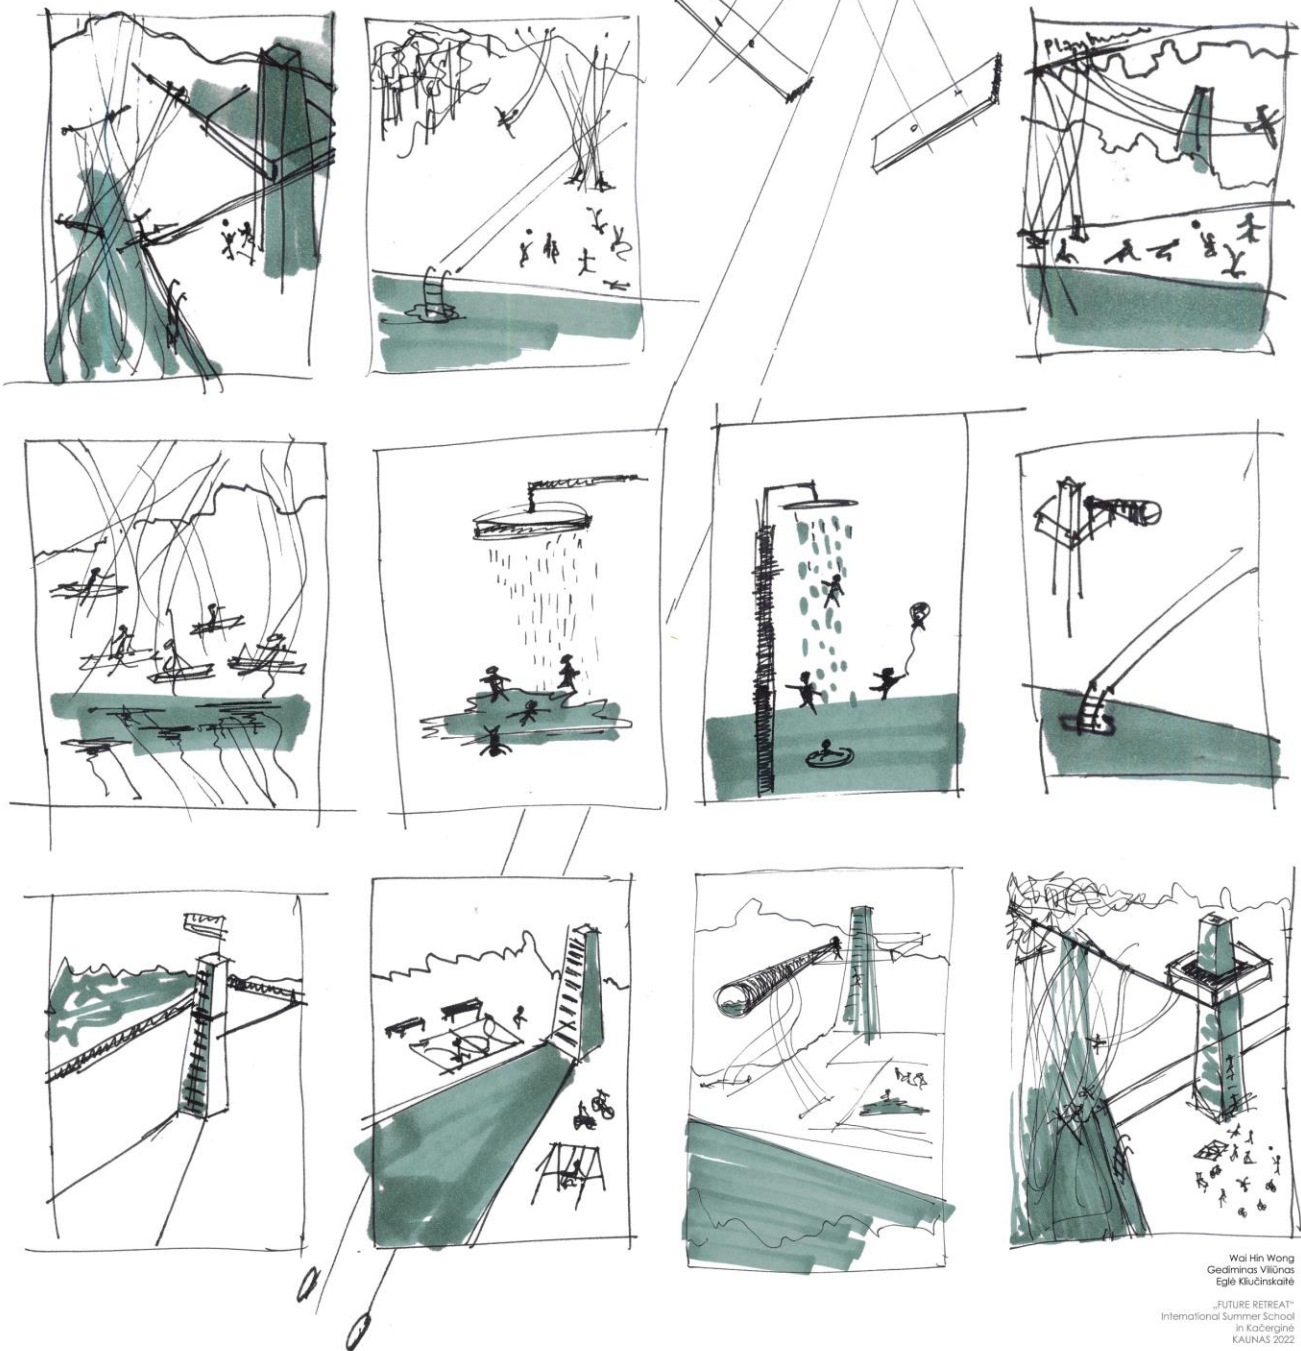 Wai Hin Wong
Gediminas Viliūnas
Eglė Kliučinskaitė
„FUTURE RETREAT"
International Summer School
in Kačerginė
KAUNAS 2022